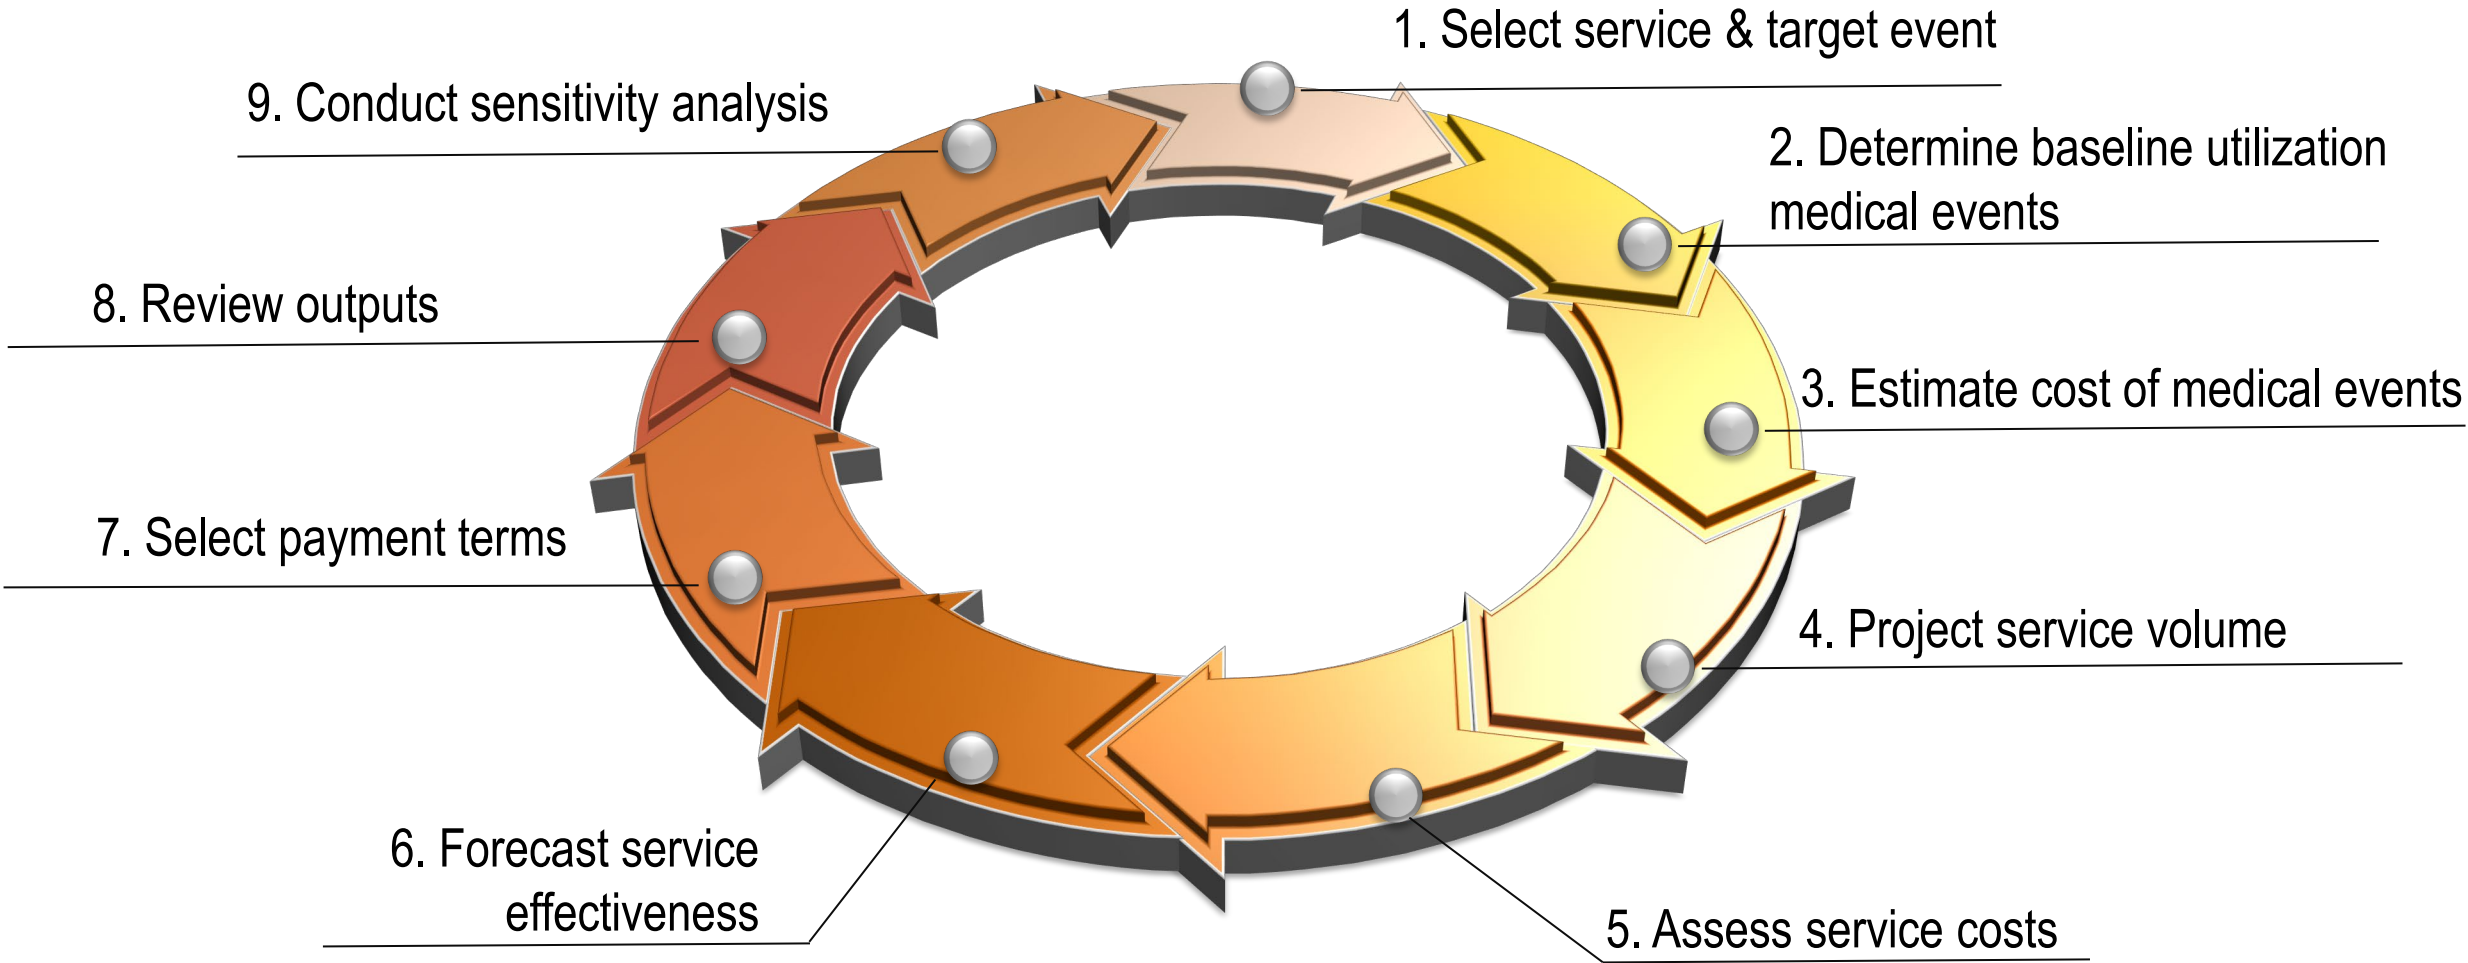 1. Select service & target event
2. Determine baseline utilization
medical events
3. Estimate cost of medical events
4. Project service volume
5. Assess service costs
6. Forecast service
effectiveness
7. Select payment terms
8. Review outputs
9. Conduct sensitivity analysis